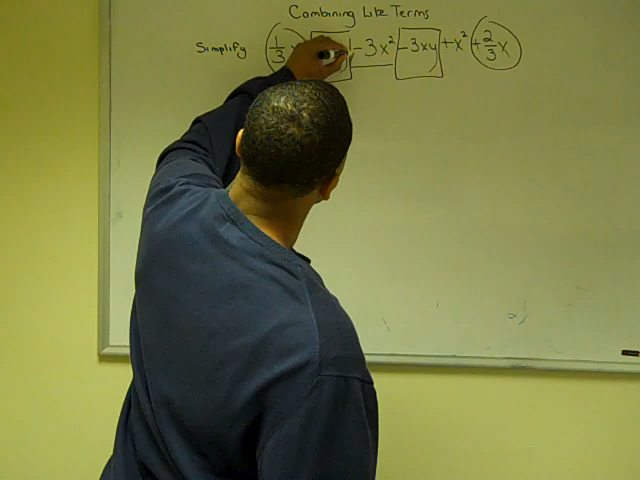 Combining Like Terms
Simplify: 1/3 x - 3x² - 3xy + x² + 2/3 x